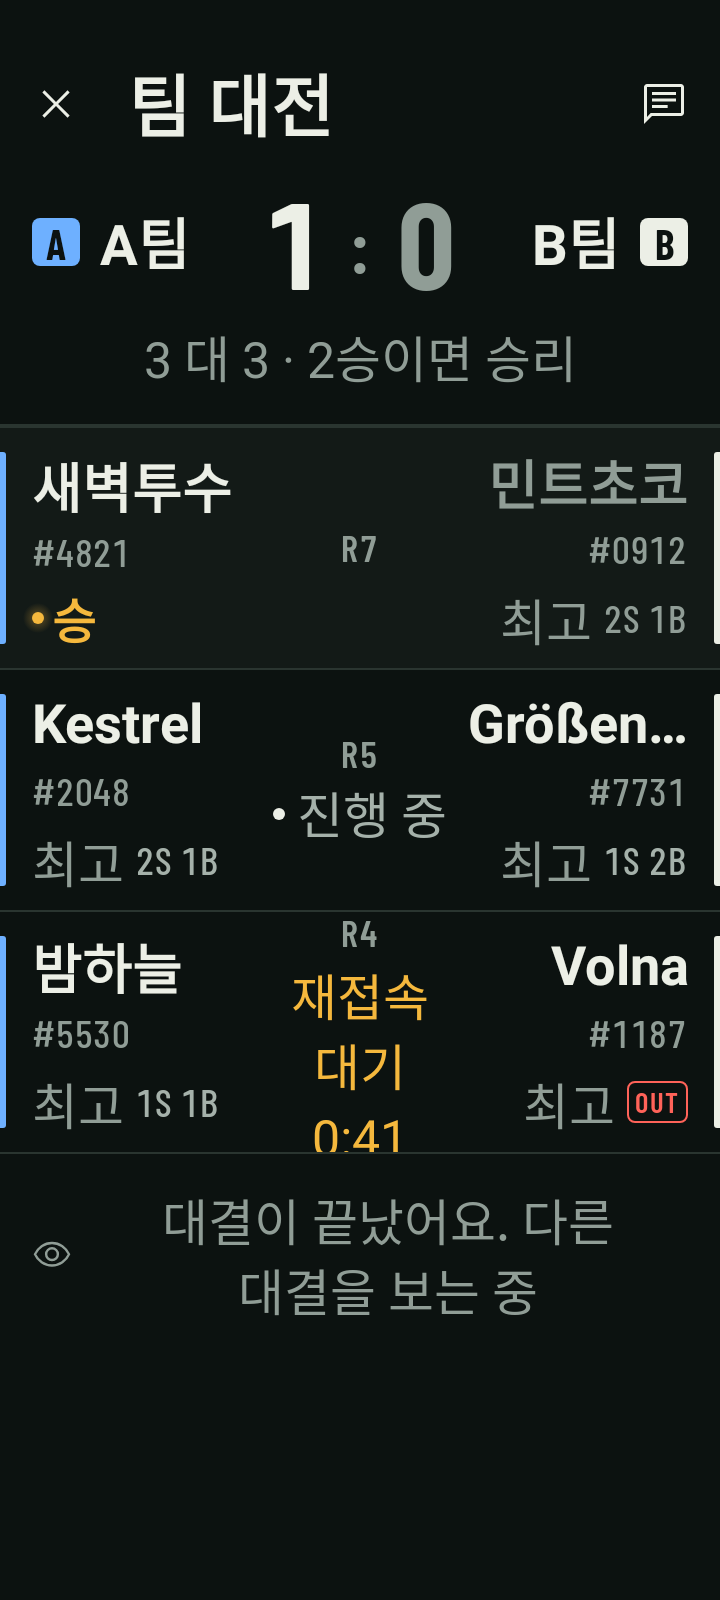 팀 대전
A A팀 1 : 0 B팀 B
3 대 3 · 2승이면 승리
새벽투수 민트초코
#4821 R7 #0912
승 최고 2S 1B
Kestrel Größen…
R5
#2048 #7731
진행 중
최고 2S 1B 최고 1S 2B
R4
밤하늘 Volna
재접속
#5530 #1187
대기
최고 1S 1B 최고 OUT
0:41
대결이 끝났어요. 다른
대결을 보는 중